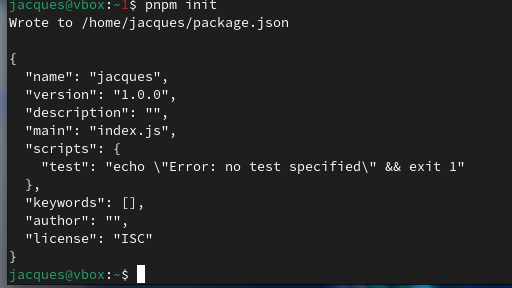 jacques@vbox:~1$ pnpm init
Wrote to /home/jacques/package.json

{
  "name": "jacques",
  "version": "1.0.0",
  "description": "",
  "main": "index.js",
  "scripts": {
    "test": "echo \"Error: no test specified\" && exit 1"
  },
  "keywords": [],
  "author": "",
  "license": "ISC"
}
jacques@vbox:~$